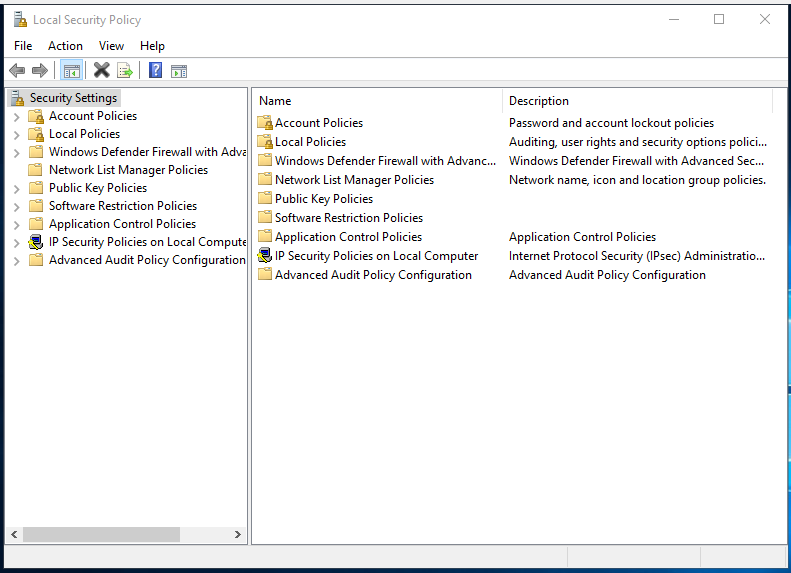 Local Security Policy
File Action View Help
Security Settings
Account Policies
Local Policies
Windows Defender Firewall with Adva
Network List Manager Policies
Public Key Policies
Software Restriction Policies
Application Control Policies
IP Security Policies on Local Compute
Advanced Audit Policy Configuration
Name Description
Account Policies Password and account lockout policies
Local Policies Auditing, user rights and security options polici...
Windows Defender Firewall with Advanc... Windows Defender Firewall with Advanced Sec...
Network List Manager Policies Network name, icon and location group policies.
Public Key Policies
Software Restriction Policies
Application Control Policies Application Control Policies
IP Security Policies on Local Computer Internet Protocol Security (IPsec) Administratio...
Advanced Audit Policy Configuration Advanced Audit Policy Configuration